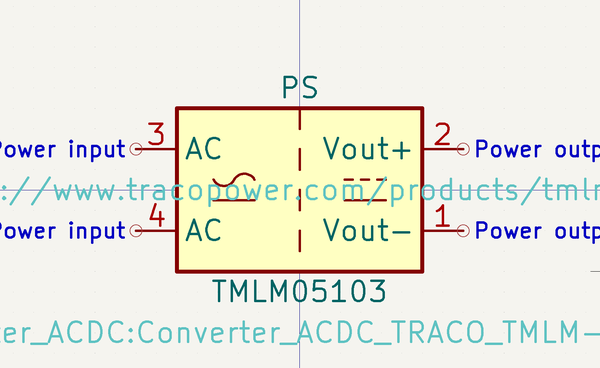 PS
3 2
Power input AC Vout+ Power outp
://www.tracopower.com/products/tmlm
4 1
Power input AC Vout-
Power outp
TMLM05103
ter_ACDC:Converter_ACDC_TRACO_TMLM-